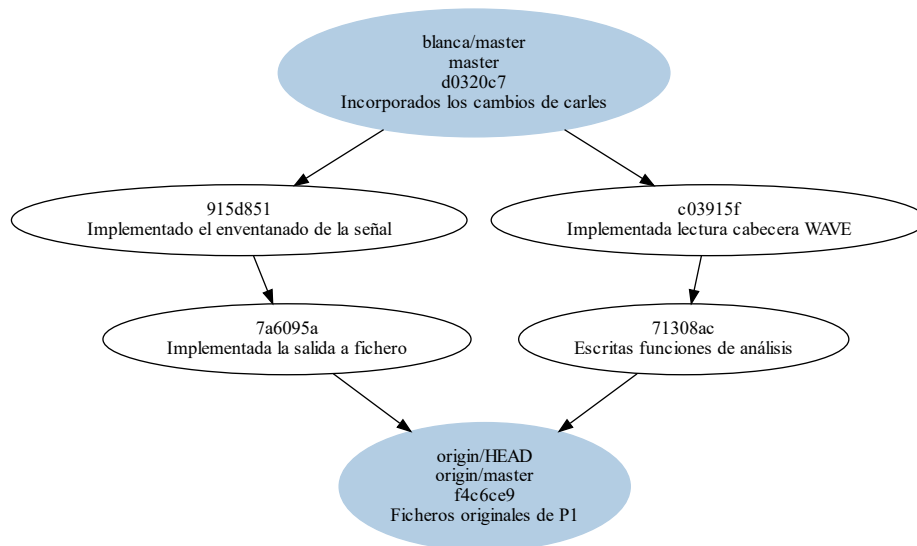 blanca/master
master
d0320c7
Incorporados los cambios de carles
915d851
Implementado el enventanado de la señal
c03915f
Implementada lectura cabecera WAVE
7a6095a
Implementada la salida a fichero
71308ac
Escritas funciones de análisis
origin/HEAD
origin/master
f4c6ce9
Ficheros originales de P1